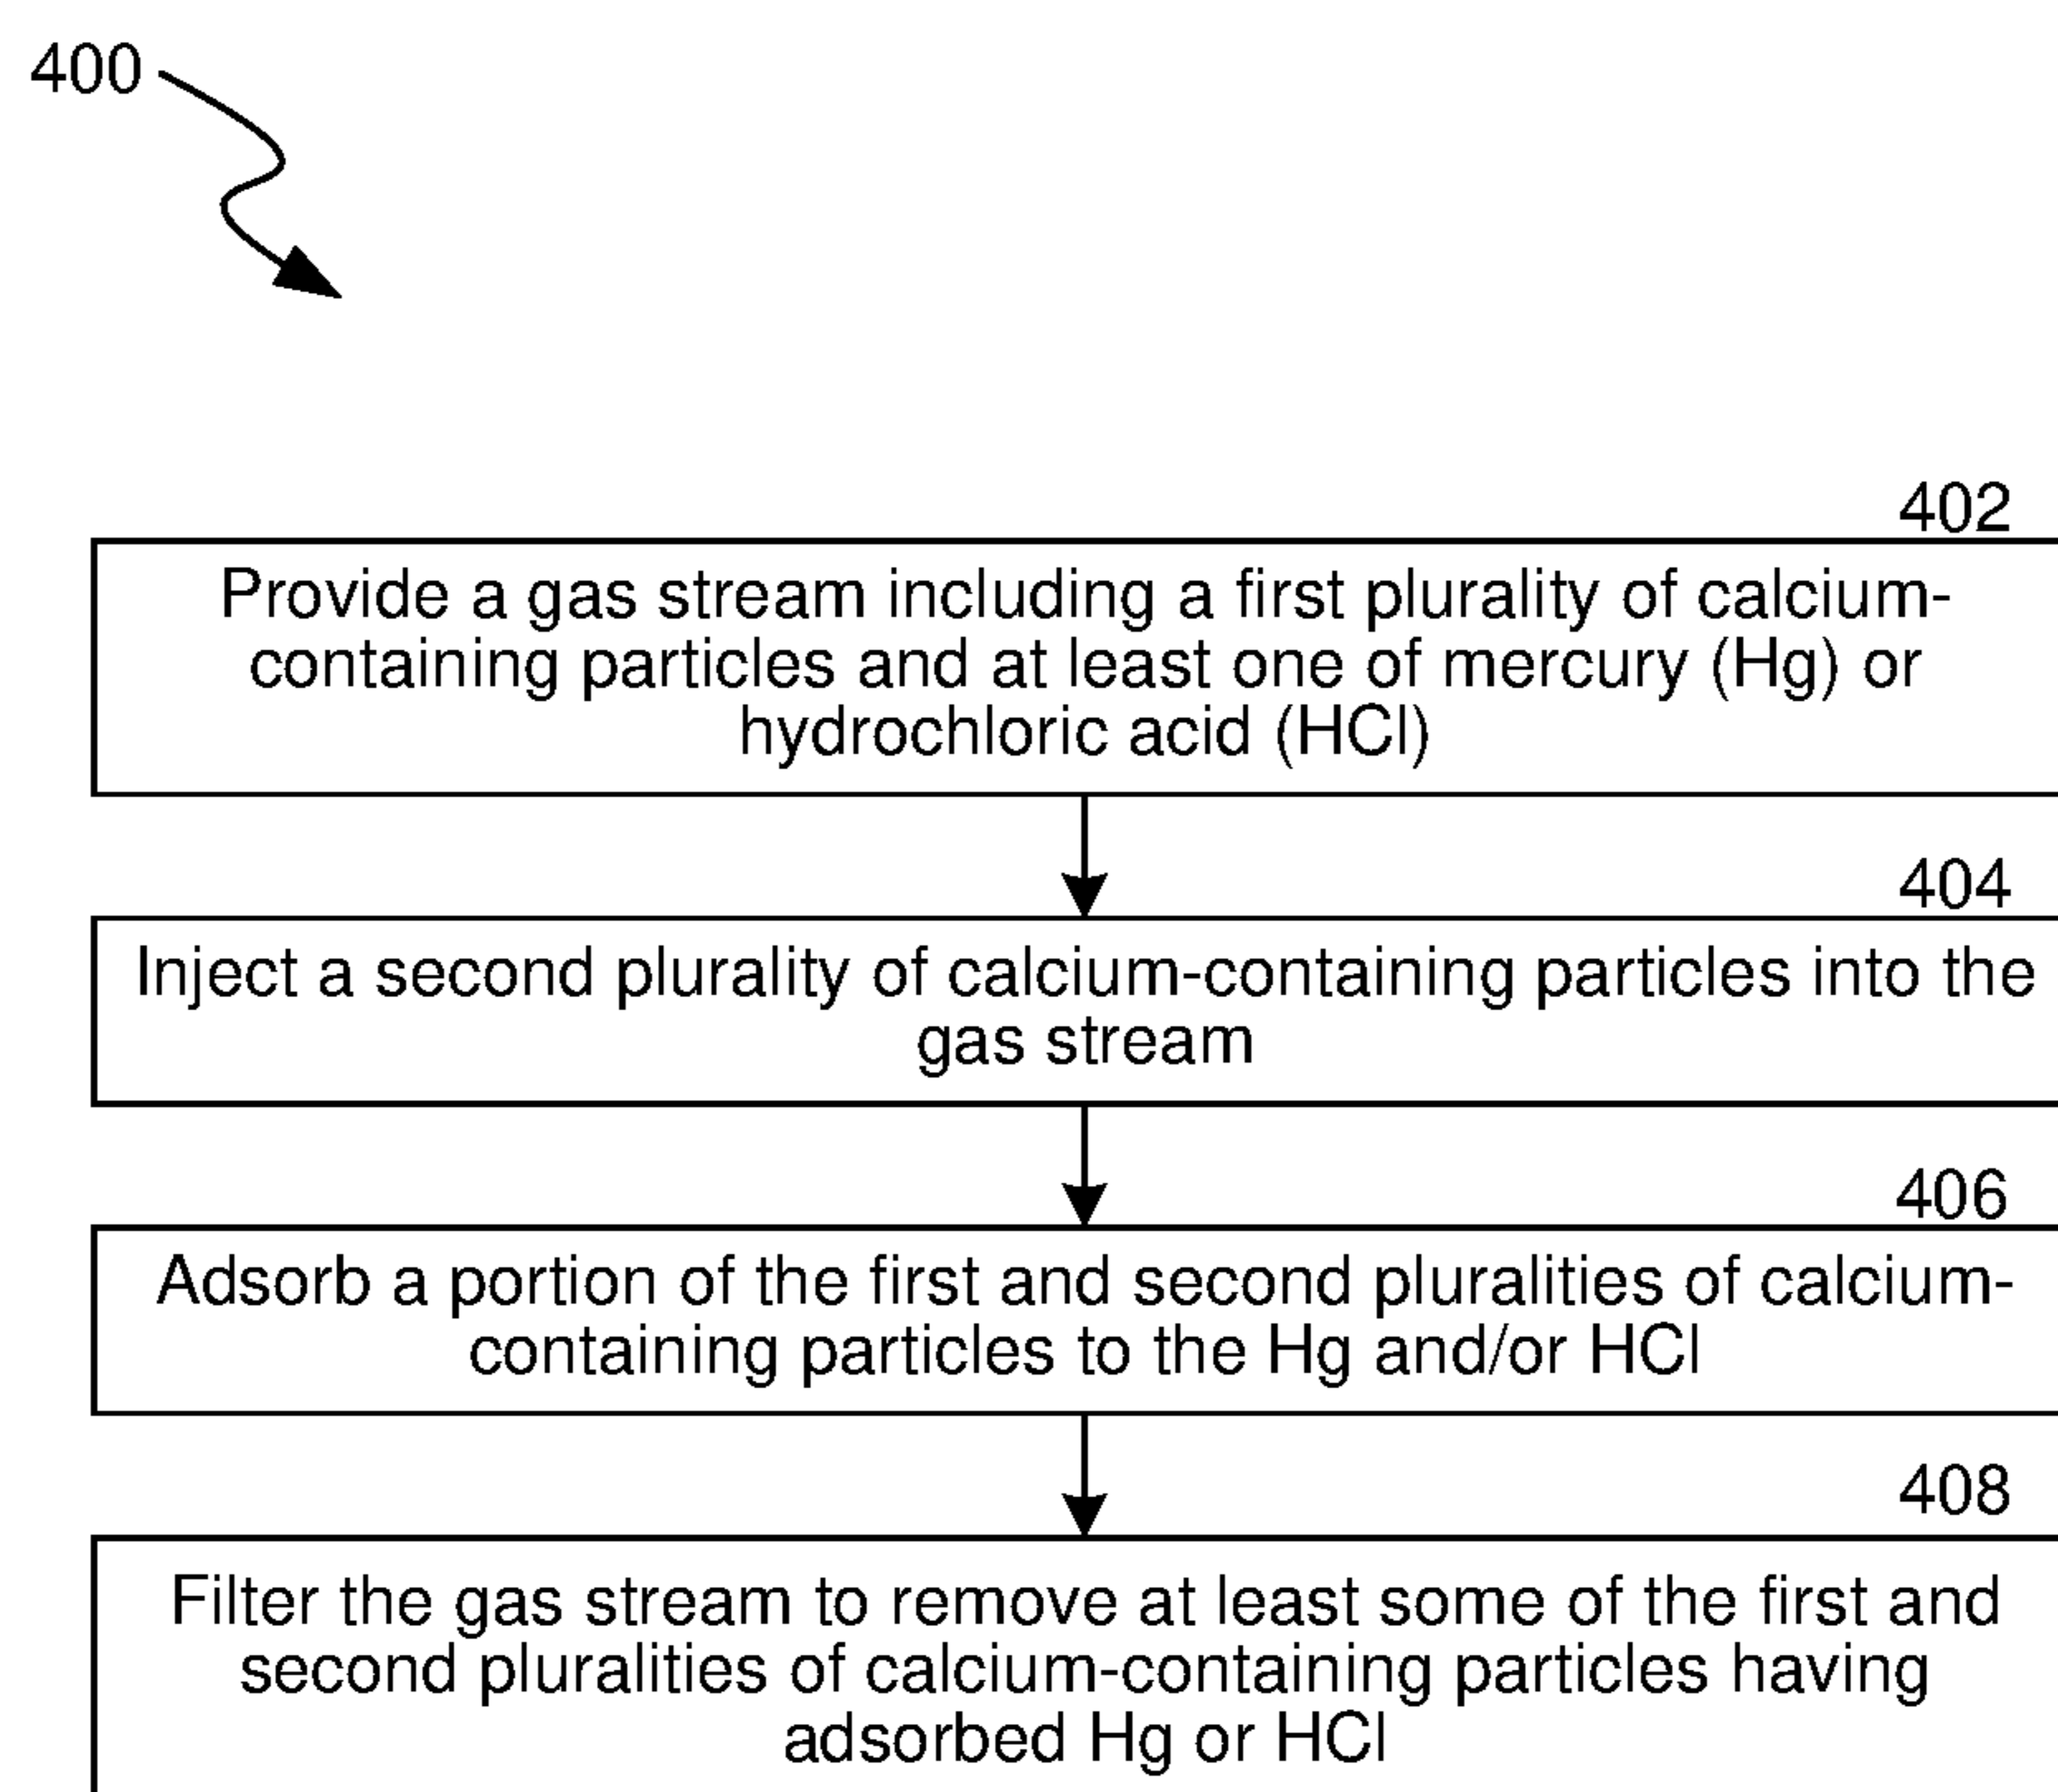 400
402
Provide a gas stream including a first plurality of calcium-
containing particles and at least one of mercury (Hg) or
hydrochloric acid (HCl)
404
Inject a second plurality of calcium-containing particles into the
gas stream
406
Adsorb a portion of the first and second pluralities of calcium-
containing particles to the Hg and/or HCl
408
Filter the gas stream to remove at least some of the first and
second pluralities of calcium-containing particles having
adsorbed Hg or HCl